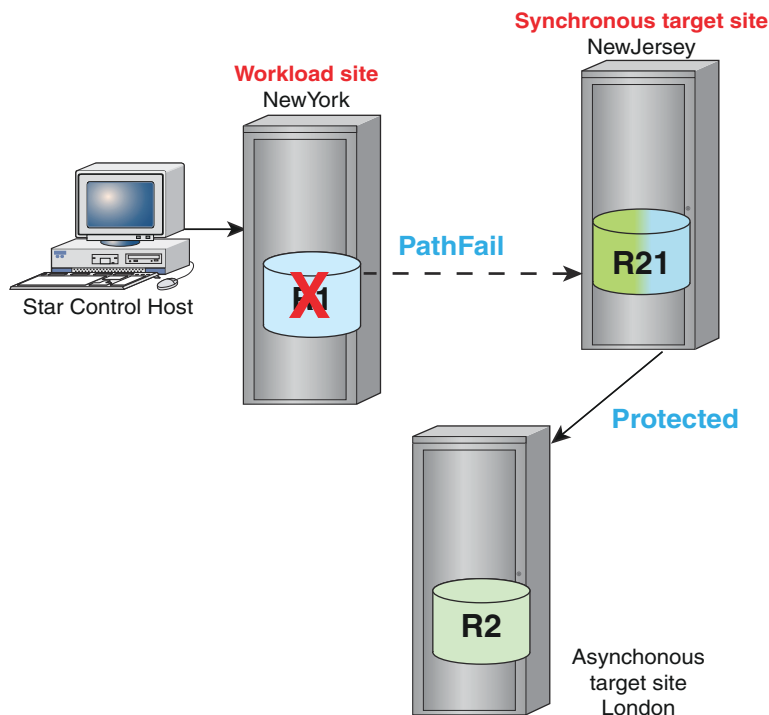 Synchronous target site
NewJersey
Workload site
NewYork
PathFail
R21
Star Control Host
Protected
R2
Asynchonous
target site
London